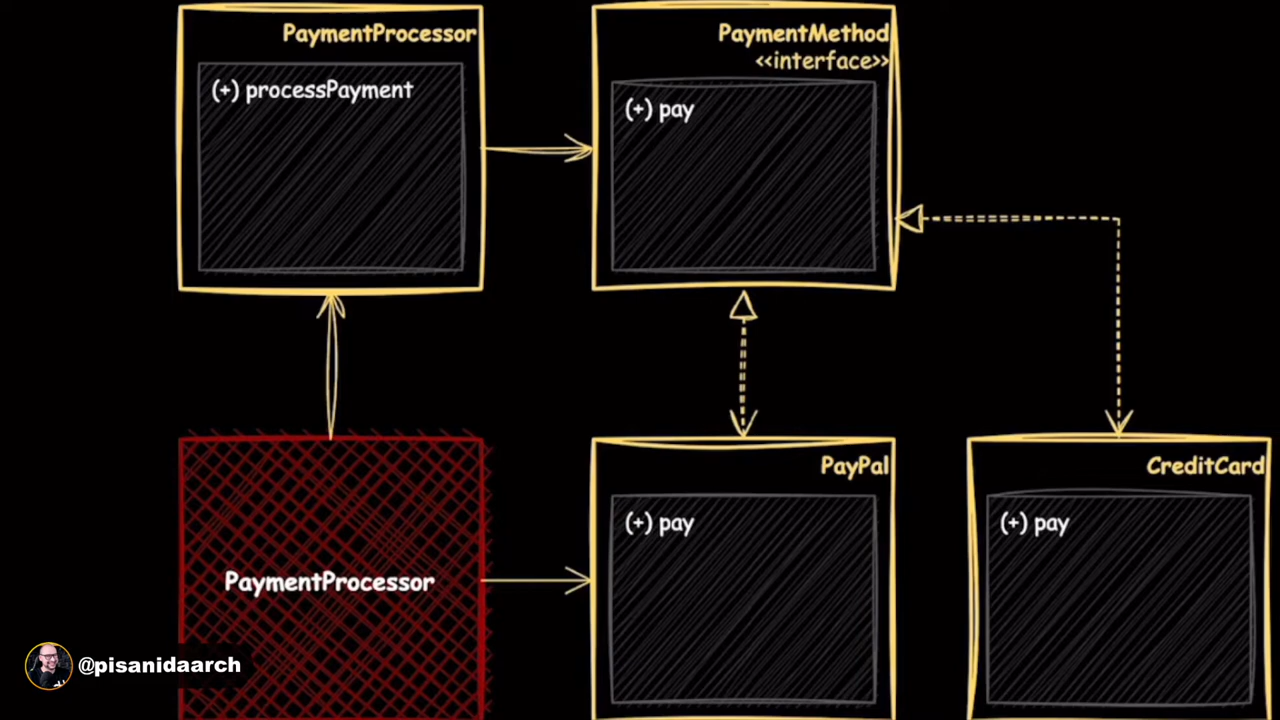 PaymentProcessor
(+) processPayment
PaymentMethod
<<interface>>
(+) pay
PaymentProcessor
PayPal
(+) pay
CreditCard
(+) pay
@pisanidaarch